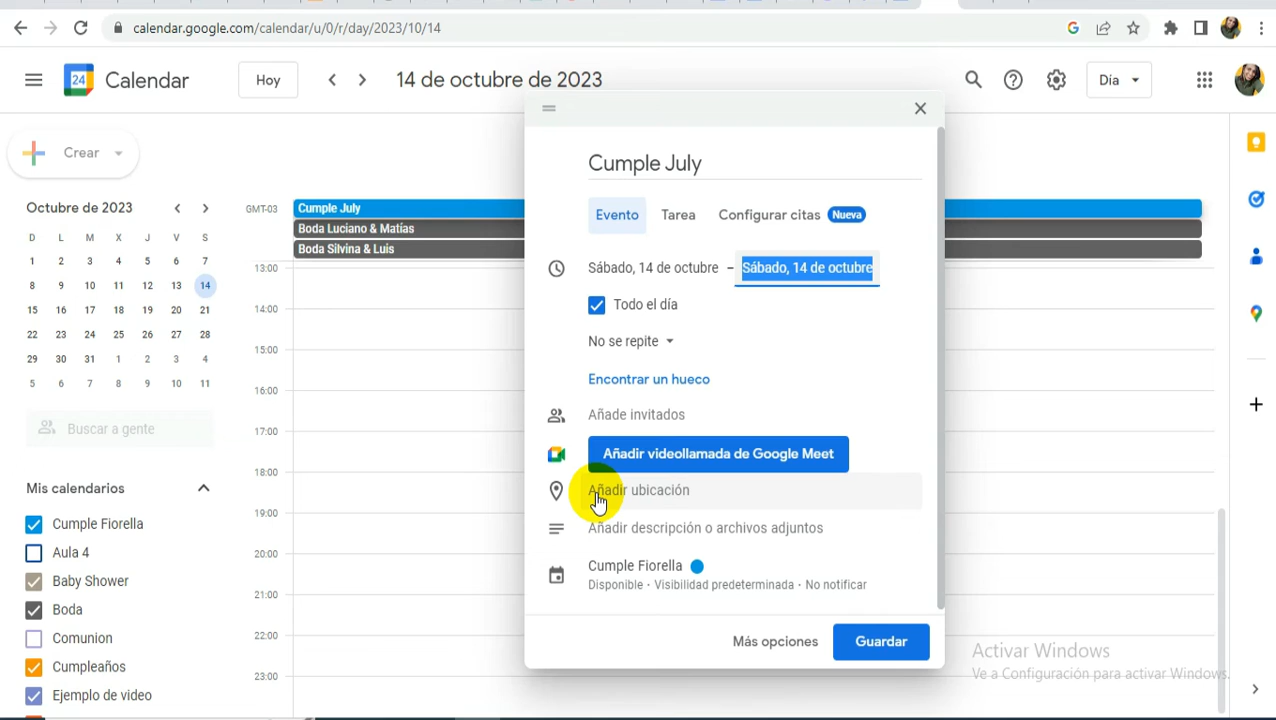 calendar.google.com/calendar/u/0/r/day/2023/10/14
24 Calendar
Hoy
14 de octubre de 2023
Día
Crear
Octubre de 2023
D L M X J V S
1 2 3 4 5 6 7
8 9 10 11 12 13 14
15 16 17 18 19 20 21
22 23 24 25 26 27 28
29 30 31 1 2 3 4
5 6 7 8 9 10 11
Buscar a gente
Mis calendarios
Cumple Fiorella
Aula 4
Baby Shower
Boda
Comunion
Cumpleaños
Ejemplo de video
GMT-03
Cumple July
Boda Luciano & Matías
Boda Silvina & Luis
13:00
14:00
15:00
16:00
17:00
18:00
19:00
20:00
21:00
22:00
23:00
Cumple July
Evento
Tarea
Configurar citas
Nueva
Sábado, 14 de octubre – Sábado, 14 de octubre
Todo el día
No se repite
Encontrar un hueco
Añade invitados
Añadir videollamada de Google Meet
Añadir ubicación
Añadir descripción o archivos adjuntos
Cumple Fiorella
Disponible · Visibilidad predeterminada · No notificar
Más opciones
Guardar
Activar Windows
Ve a Configuración para activar Windows.